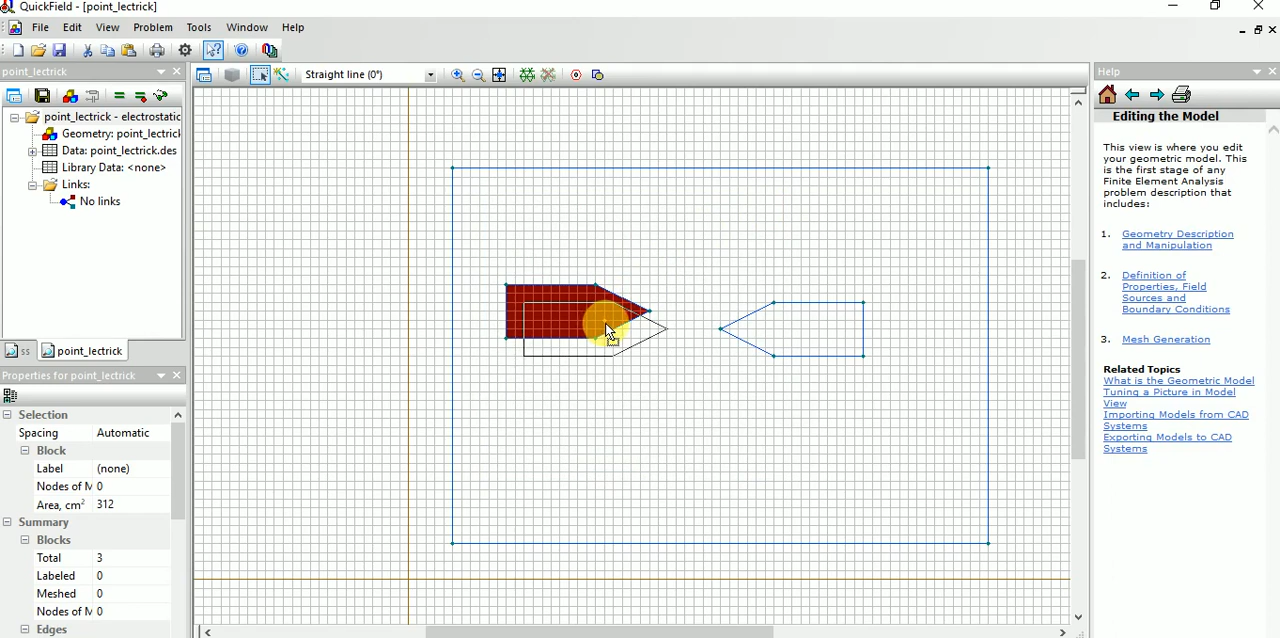 QuickField - [point_lectrick]
File Edit View Problem Tools Window Help
point_lectrick
Straight line (0°)
point_lectrick - electrostatic
Geometry: point_lectrick
Data: point_lectrick.des
Library Data: <none>
Links:
No links
ss
point_lectrick
Properties for point_lectrick
Selection
Spacing Automatic
Block
Label (none)
Nodes of M 0
Area, cm² 312
Summary
Blocks
Total 3
Labeled 0
Meshed 0
Nodes of M 0
Edges
Help
Editing the Model
This view is where you edit
your geometric model. This
is the first stage of any
Finite Element Analysis
problem description that
includes:
1. Geometry Description
and Manipulation
2. Definition of
Properties, Field
Sources and
Boundary Conditions
3. Mesh Generation
Related Topics
What is the Geometric Model
Tuning a Picture in Model
View
Importing Models from CAD
Systems
Exporting Models to CAD
Systems